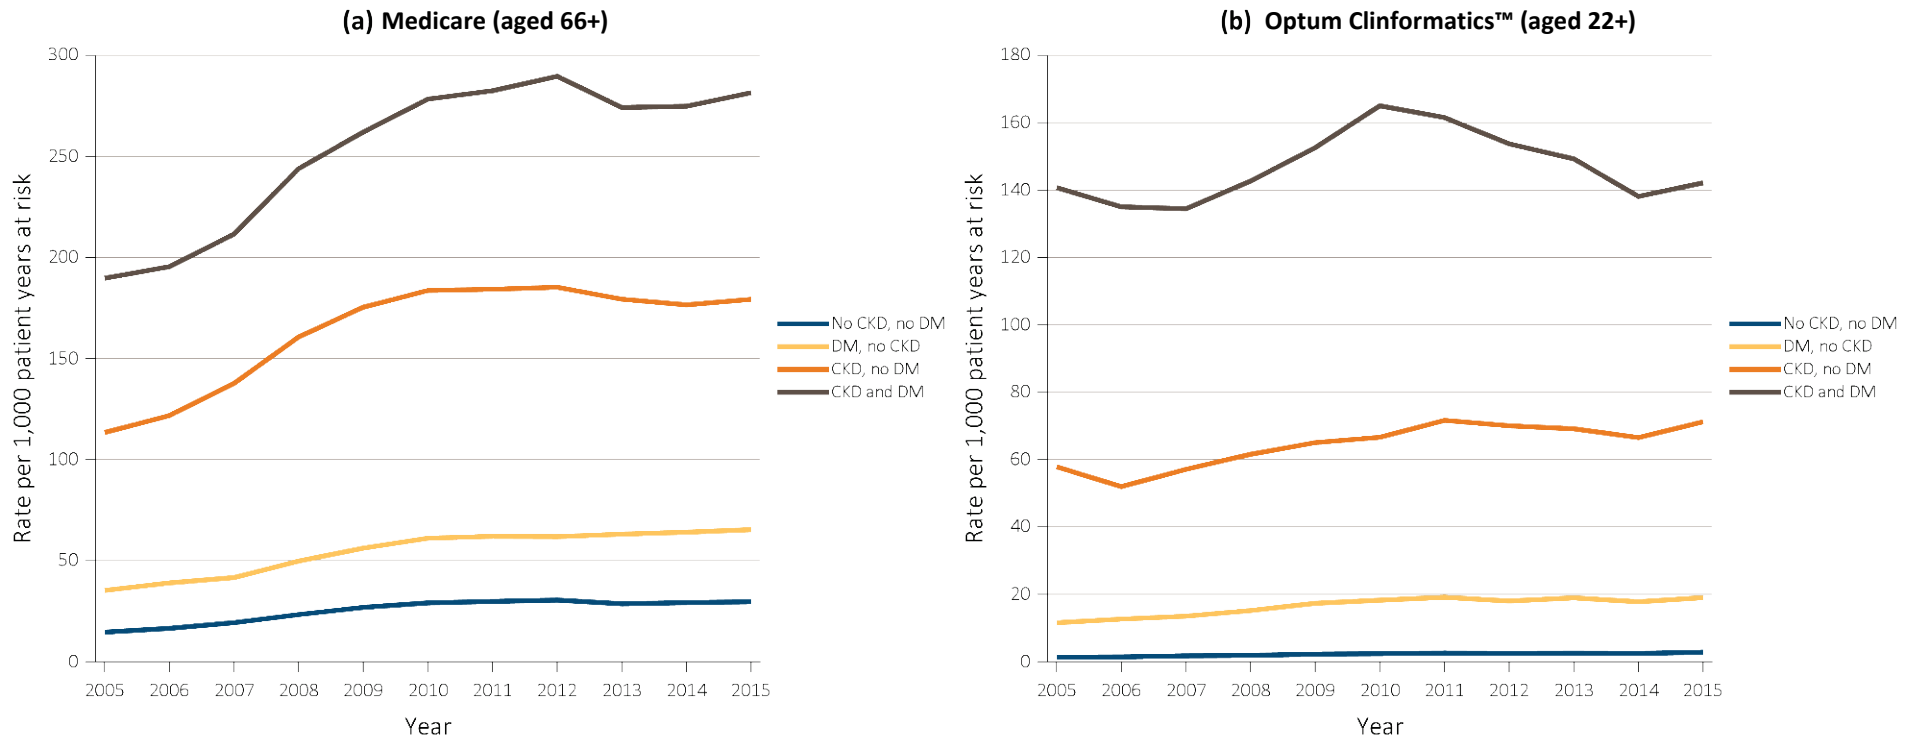 (a) Medicare (aged 66+)
300
250
200
150
100
50
0
Rate per 1,000 patient years at risk
2005 2006 2007 2008 2009 2010 2011 2012 2013 2014 2015
Year
No CKD, no DM
DM, no CKD
CKD, no DM
CKD and DM
(b) Optum Clinformatics™ (aged 22+)
180
160
140
120
100
80
60
40
20
0
Rate per 1,000 patient years at risk
2005 2006 2007 2008 2009 2010 2011 2012 2013 2014 2015
Year
No CKD, no DM
DM, no CKD
CKD, no DM
CKD and DM